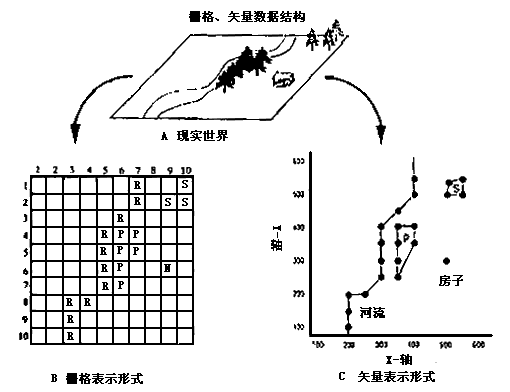 栅格、矢量数据结构
A 现实世界
2 2 3 4 5 6 7 8 9 10
1 R S
2 R S S
3 R
4 R P P
5 R P P
6 R P H
7 R P
8 R R
9 R
10 R
B 栅格表示形式
600
500
400
300
200
100
Y-轴
S
P
房子
河流
100 200 300 400 500 600
X-轴
C 矢量表示形式